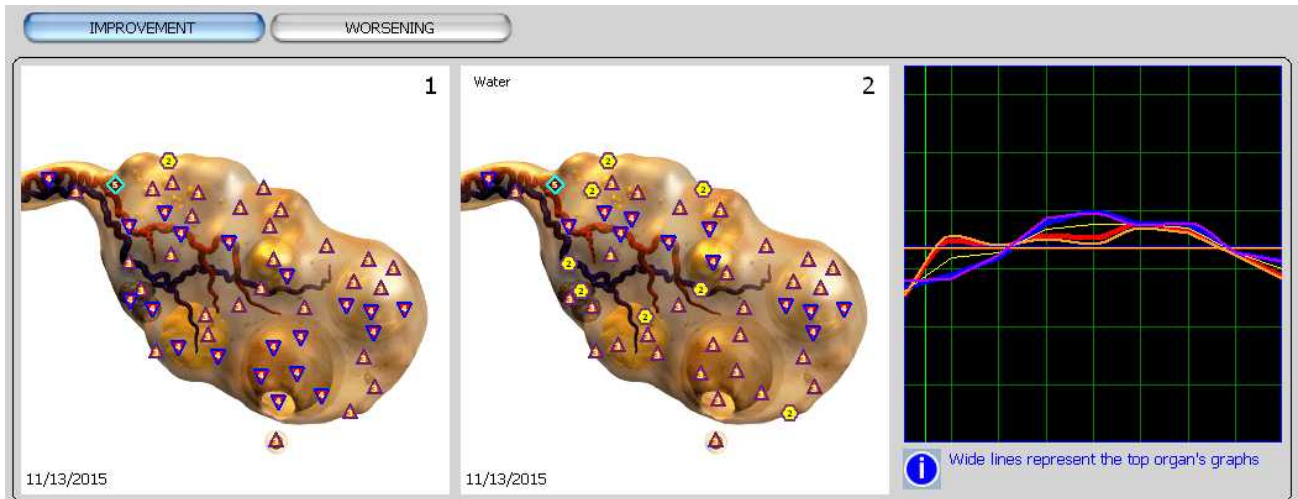 IMPROVEMENT
WORSENING
1
11/13/2015
Water
2
11/13/2015
Wide lines represent the top organ's graphs